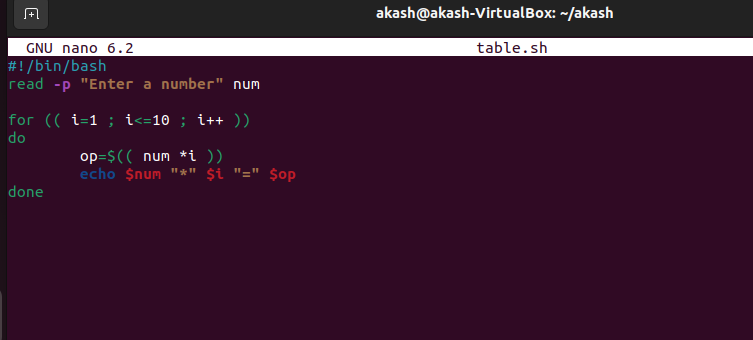 akash@akash-VirtualBox: ~/akash
GNU nano 6.2 table.sh
#!/bin/bash
read -p "Enter a number" num
for (( i=1 ; i<=10 ; i++ ))
do
op=$(( num *i ))
echo $num "*" $i "=" $op
done